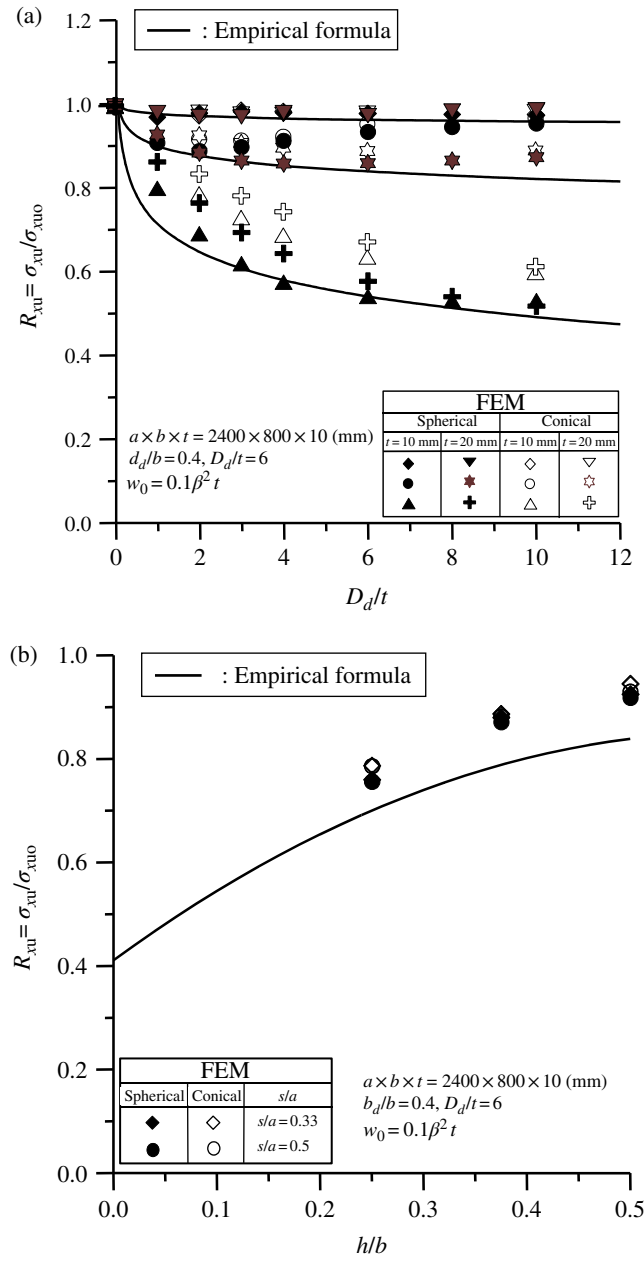 (a)
1.2
1.0
0.8
0.6
0.4
0.2
0.0
R_xu = σ_xu/σ_xuo
: Empirical formula
a × b × t = 2400 × 800 × 10 (mm)
d_d/b = 0.4, D_d/t = 6
w_0 = 0.1β² t
FEM
Spherical Conical
t = 10 mm t = 20 mm t = 10 mm t = 20 mm
0 2 4 6 8 10 12
D_d/t
(b)
1.0
0.8
0.6
0.4
0.2
0.0
R_xu = σ_xu/σ_xuo
: Empirical formula
FEM
Spherical Conical s/a
s/a = 0.33
s/a = 0.5
a × b × t = 2400 × 800 × 10 (mm)
b_d/b = 0.4, D_d/t = 6
w_0 = 0.1β² t
0.0 0.1 0.2 0.3 0.4 0.5
h/b